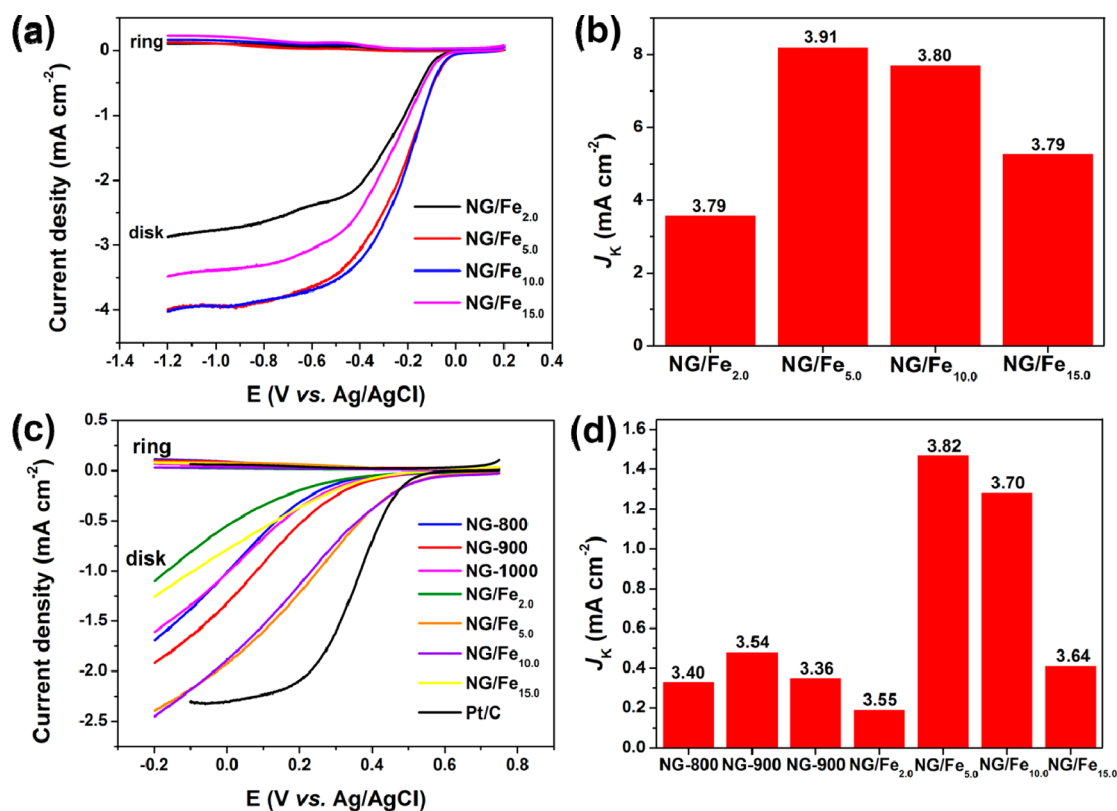 (a)
ring
disk
0
-1
-2
-3
-4
Current desity (mA cm-2)
NG/Fe2.0
NG/Fe5.0
NG/Fe10.0
NG/Fe15.0
-1.4 -1.2 -1.0 -0.8 -0.6 -0.4 -0.2 0.0 0.2 0.4
E (V vs. Ag/AgCl)
(b)
8
6
4
2
0
JK (mA cm-2)
3.79 3.91 3.80 3.79
NG/Fe2.0 NG/Fe5.0 NG/Fe10.0 NG/Fe15.0
(c)
ring
disk
0.5
0.0
-0.5
-1.0
-1.5
-2.0
-2.5
Current density (mA cm-2)
NG-800
NG-900
NG-1000
NG/Fe2.0
NG/Fe5.0
NG/Fe10.0
NG/Fe15.0
Pt/C
-0.2 0.0 0.2 0.4 0.6 0.8
E (V vs. Ag/AgCl)
(d)
1.6
1.4
1.2
1.0
0.8
0.6
0.4
0.2
0.0
JK (mA cm-2)
3.40 3.54 3.36 3.55 3.82 3.70 3.64
NG-800 NG-900 NG-900 NG/Fe2.0 NG/Fe5.0 NG/Fe10.0 NG/Fe15.0